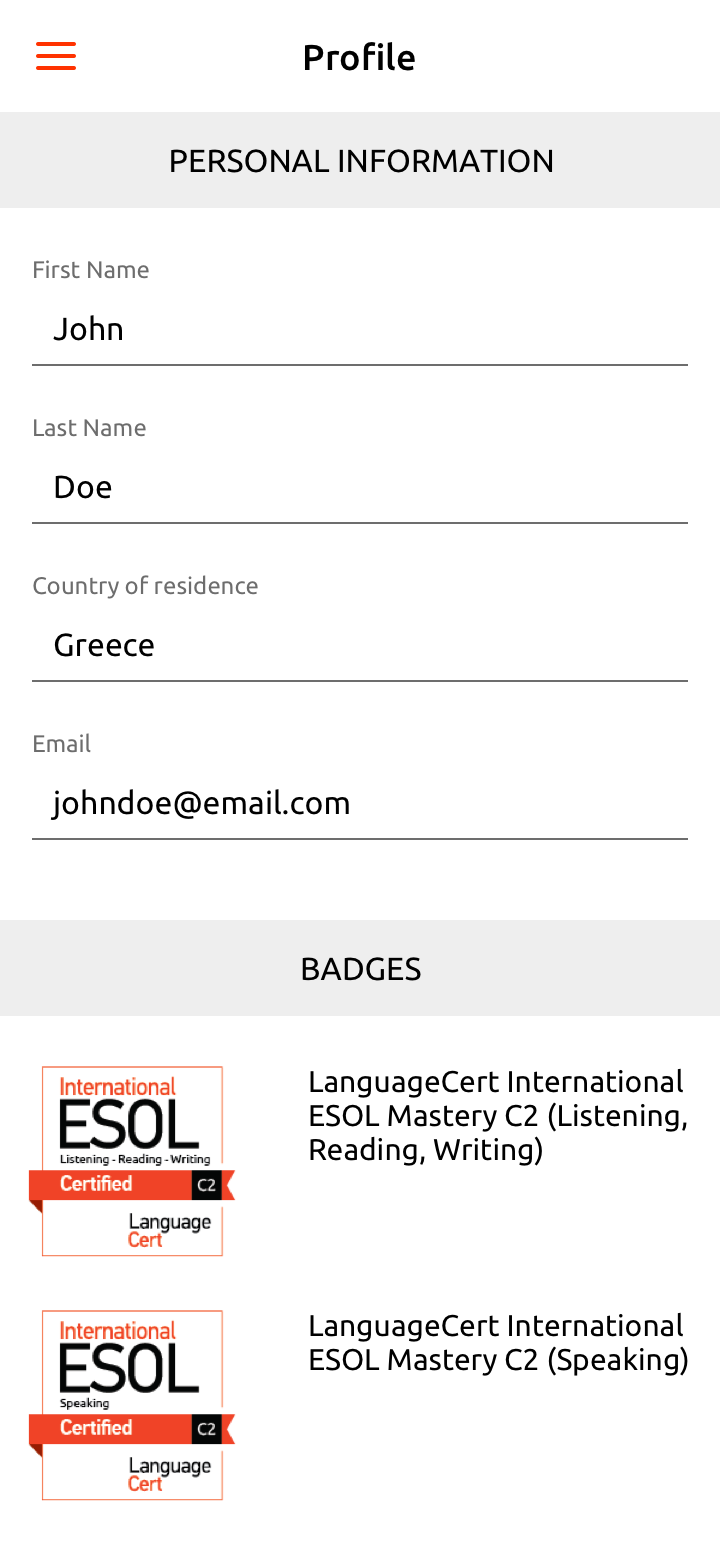 Profile
PERSONAL INFORMATION
First Name
John
Last Name
Doe
Country of residence
Greece
Email
johndoe@email.com
BADGES
International
ESOL
Listening - Reading - Writing
Certified C2
Language
Cert
LanguageCert International
ESOL Mastery C2 (Listening,
Reading, Writing)
International
ESOL
Speaking
Certified C2
Language
Cert
LanguageCert International
ESOL Mastery C2 (Speaking)